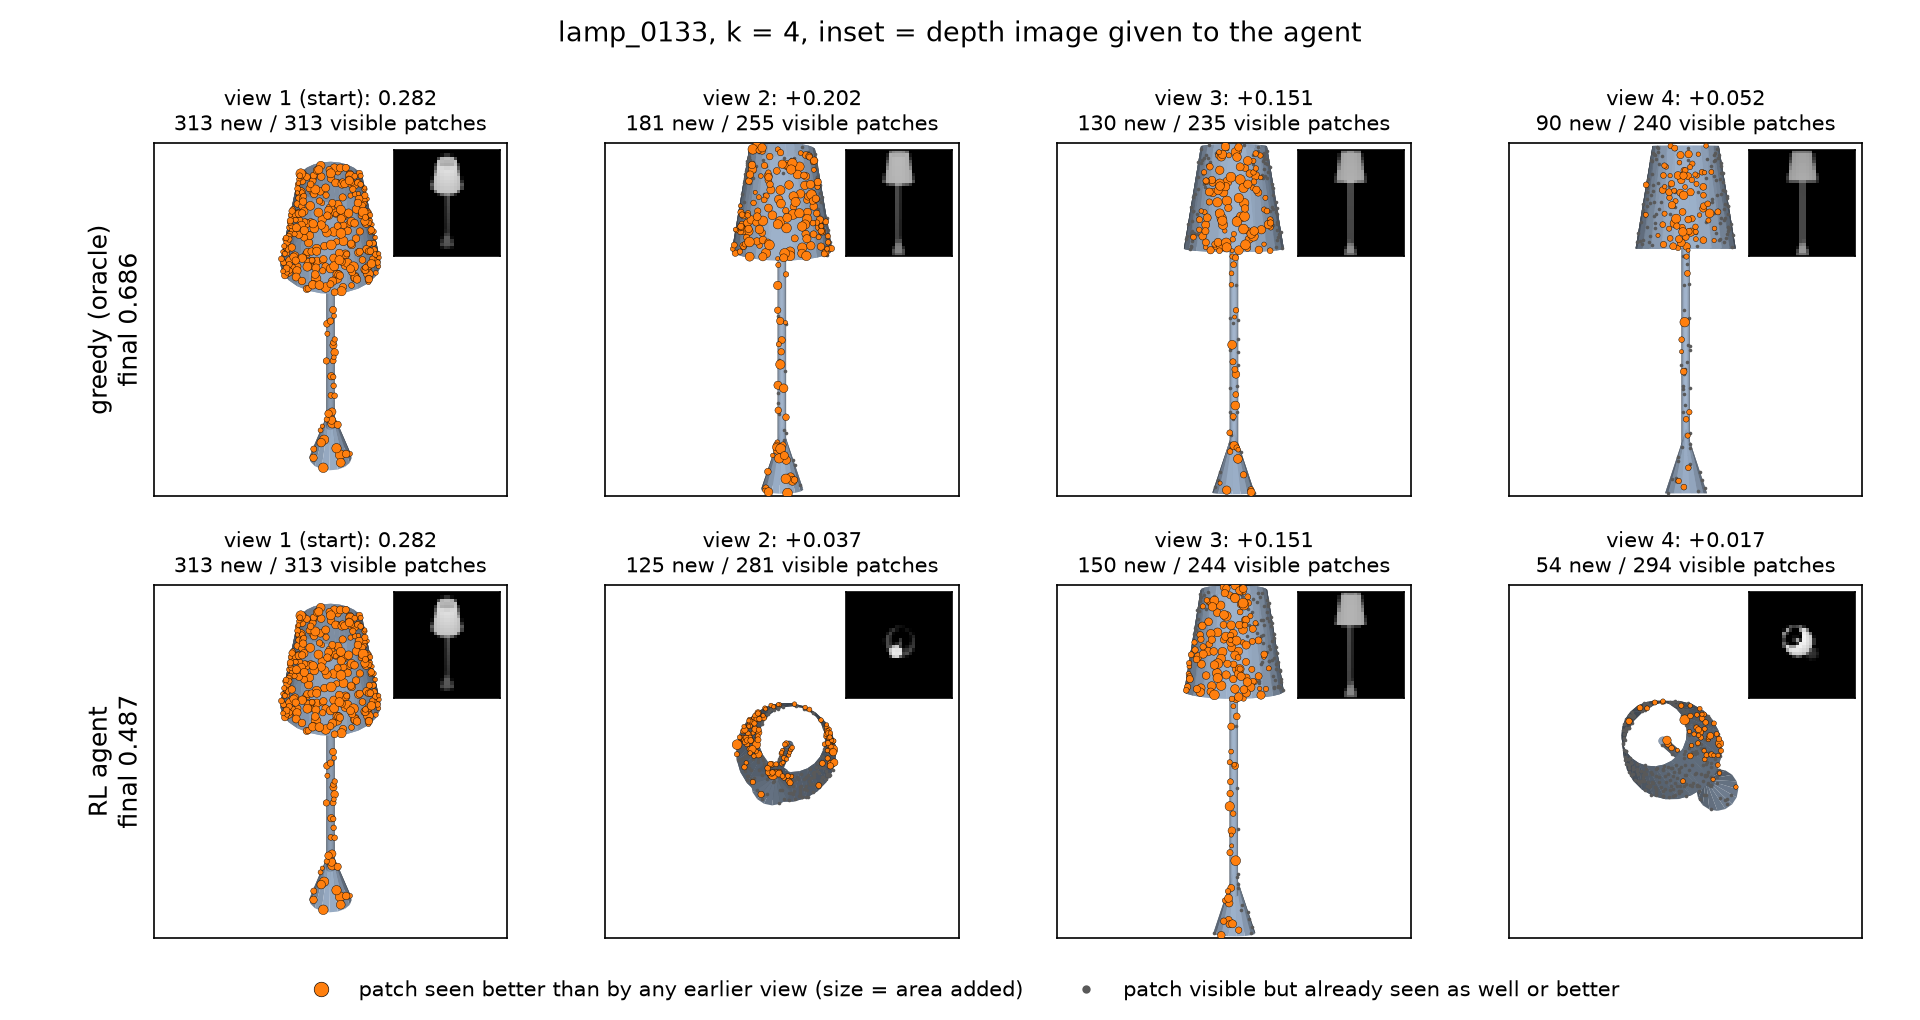 lamp_0133, k = 4, inset = depth image given to the agent
view 1 (start): 0.282
313 new / 313 visible patches
view 2: +0.202
181 new / 255 visible patches
view 3: +0.151
130 new / 235 visible patches
view 4: +0.052
90 new / 240 visible patches
greedy (oracle)
final 0.686
view 1 (start): 0.282
313 new / 313 visible patches
view 2: +0.037
125 new / 281 visible patches
view 3: +0.151
150 new / 244 visible patches
view 4: +0.017
54 new / 294 visible patches
RL agent
final 0.487
patch seen better than by any earlier view (size = area added)
patch visible but already seen as well or better